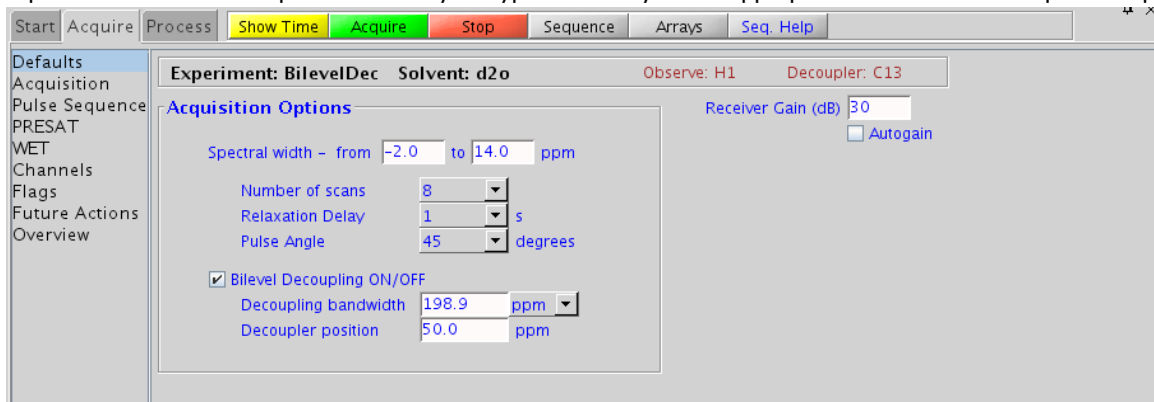 Start Acquire Process Show Time Acquire Stop Sequence Arrays Seq. Help
Defaults
Acquisition
Pulse Sequence
PRESAT
WET
Channels
Flags
Future Actions
Overview
Experiment: BilevelDec Solvent: d2o Observe: H1 Decoupler: C13
Acquisition Options
Spectral width - from -2.0 to 14.0 ppm
Number of scans 8
Relaxation Delay 1 s
Pulse Angle 45 degrees
Bilevel Decoupling ON/OFF
Decoupling bandwidth 198.9 ppm
Decoupler position 50.0 ppm
Receiver Gain (dB) 30
Autogain